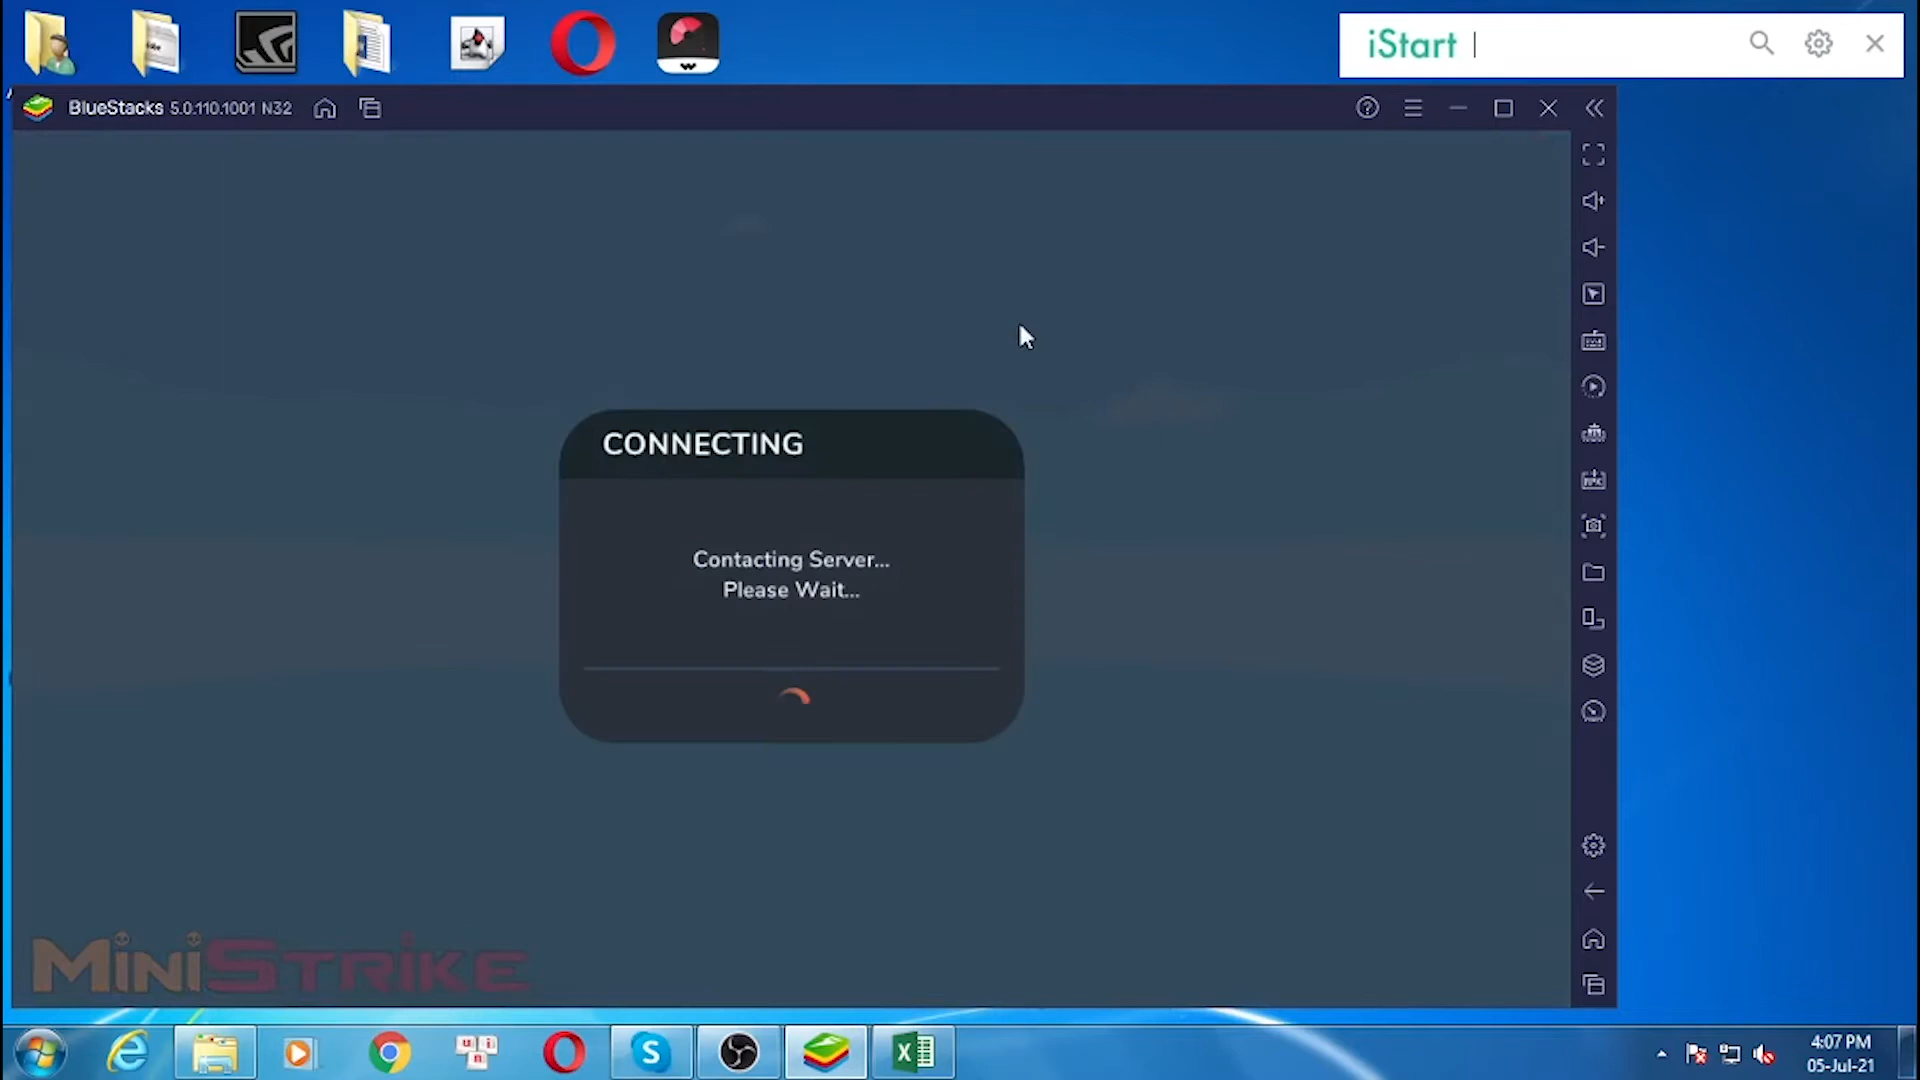 iStart
BlueStacks 5.0.110.1001 N32
CONNECTING
Contacting Server...
Please Wait...
MiniStrike
4:07 PM
05-Jul-21